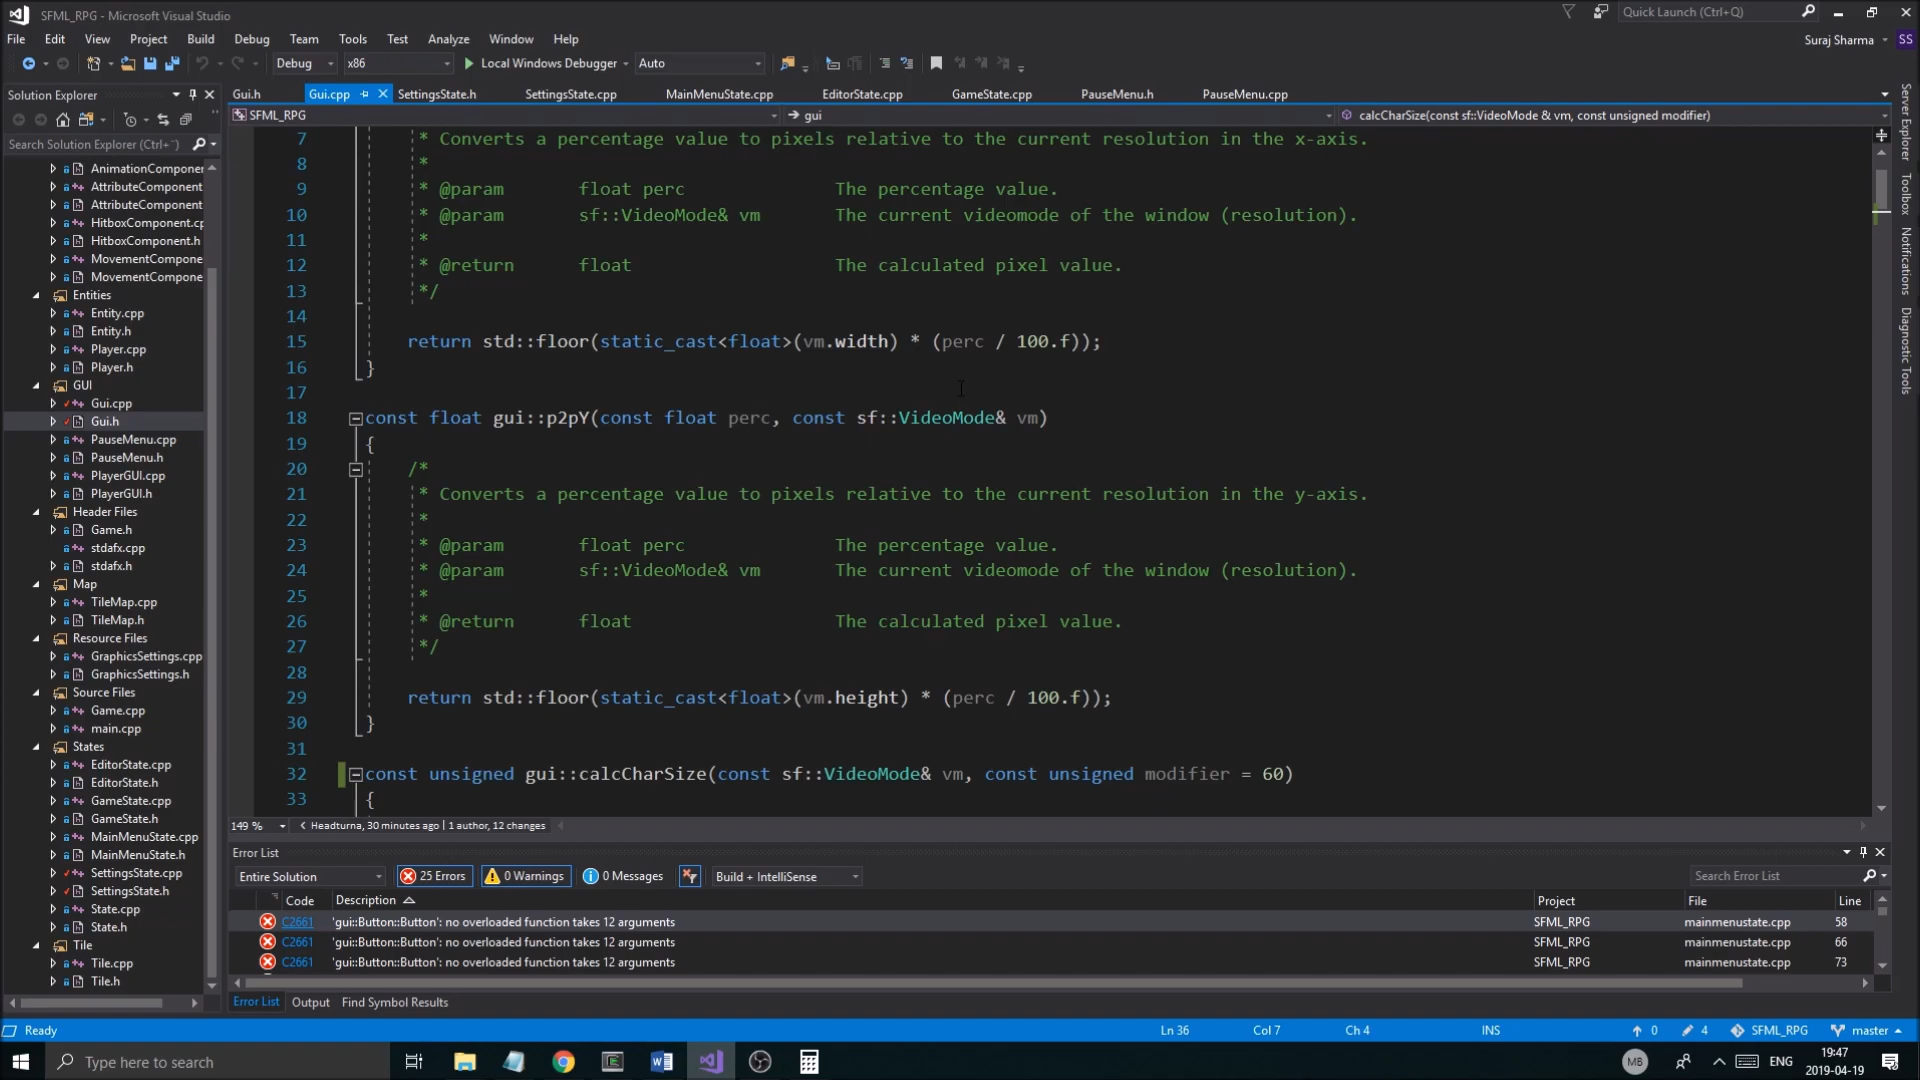 SFML_RPG - Microsoft Visual Studio
Quick Launch (Ctrl+Q)
File Edit View Project Build Debug Team Tools Test Analyze Window Help
Suraj Sharma SS
Debug x86 Local Windows Debugger Auto
Solution Explorer
Gui.h Gui.cpp SettingsState.h SettingsState.cpp MainMenuState.cpp EditorState.cpp GameState.cpp PauseMenu.h PauseMenu.cpp
SFML_RPG gui calcCharSize(const sf::VideoMode & vm, const unsigned modifier)
Search Solution Explorer (Ctrl+¨)
AnimationComponer
AttributeComponent
AttributeComponent
HitboxComponent.cp
HitboxComponent.h
MovementCompone
MovementCompone
Entities
Entity.cpp
Entity.h
Player.cpp
Player.h
GUI
Gui.cpp
Gui.h
PauseMenu.cpp
PauseMenu.h
PlayerGUI.cpp
PlayerGUI.h
Header Files
Game.h
stdafx.cpp
stdafx.h
Map
TileMap.cpp
TileMap.h
Resource Files
GraphicsSettings.cpp
GraphicsSettings.h
Source Files
Game.cpp
main.cpp
States
EditorState.cpp
EditorState.h
GameState.cpp
GameState.h
MainMenuState.cpp
MainMenuState.h
SettingsState.cpp
SettingsState.h
State.cpp
State.h
Tile
Tile.cpp
Tile.h
7 * Converts a percentage value to pixels relative to the current resolution in the x-axis.
8 *
9 * @param float perc The percentage value.
10 * @param sf::VideoMode& vm The current videomode of the window (resolution).
11 *
12 * @return float The calculated pixel value.
13 */
14
15 return std::floor(static_cast<float>(vm.width) * (perc / 100.f));
16 }
17
18 const float gui::p2pY(const float perc, const sf::VideoMode& vm)
19 {
20 /*
21 * Converts a percentage value to pixels relative to the current resolution in the y-axis.
22 *
23 * @param float perc The percentage value.
24 * @param sf::VideoMode& vm The current videomode of the window (resolution).
25 *
26 * @return float The calculated pixel value.
27 */
28
29 return std::floor(static_cast<float>(vm.height) * (perc / 100.f));
30 }
31
32 const unsigned gui::calcCharSize(const sf::VideoMode& vm, const unsigned modifier = 60)
33 {
149 % Headturna, 30 minutes ago | 1 author, 12 changes
Server Explorer
Toolbox
Notifications
Diagnostic Tools
Error List
Entire Solution 25 Errors 0 Warnings 0 Messages Build + IntelliSense Search Error List
Code Description Project File Line
C2661 'gui::Button::Button': no overloaded function takes 12 arguments SFML_RPG mainmenustate.cpp 58
C2661 'gui::Button::Button': no overloaded function takes 12 arguments SFML_RPG mainmenustate.cpp 66
C2661 'gui::Button::Button': no overloaded function takes 12 arguments SFML_RPG mainmenustate.cpp 73
Error List Output Find Symbol Results
Ready Ln 36 Col 7 Ch 4 INS 0 4 SFML_RPG master
Type here to search
MB ENG
19:47
2019-04-19